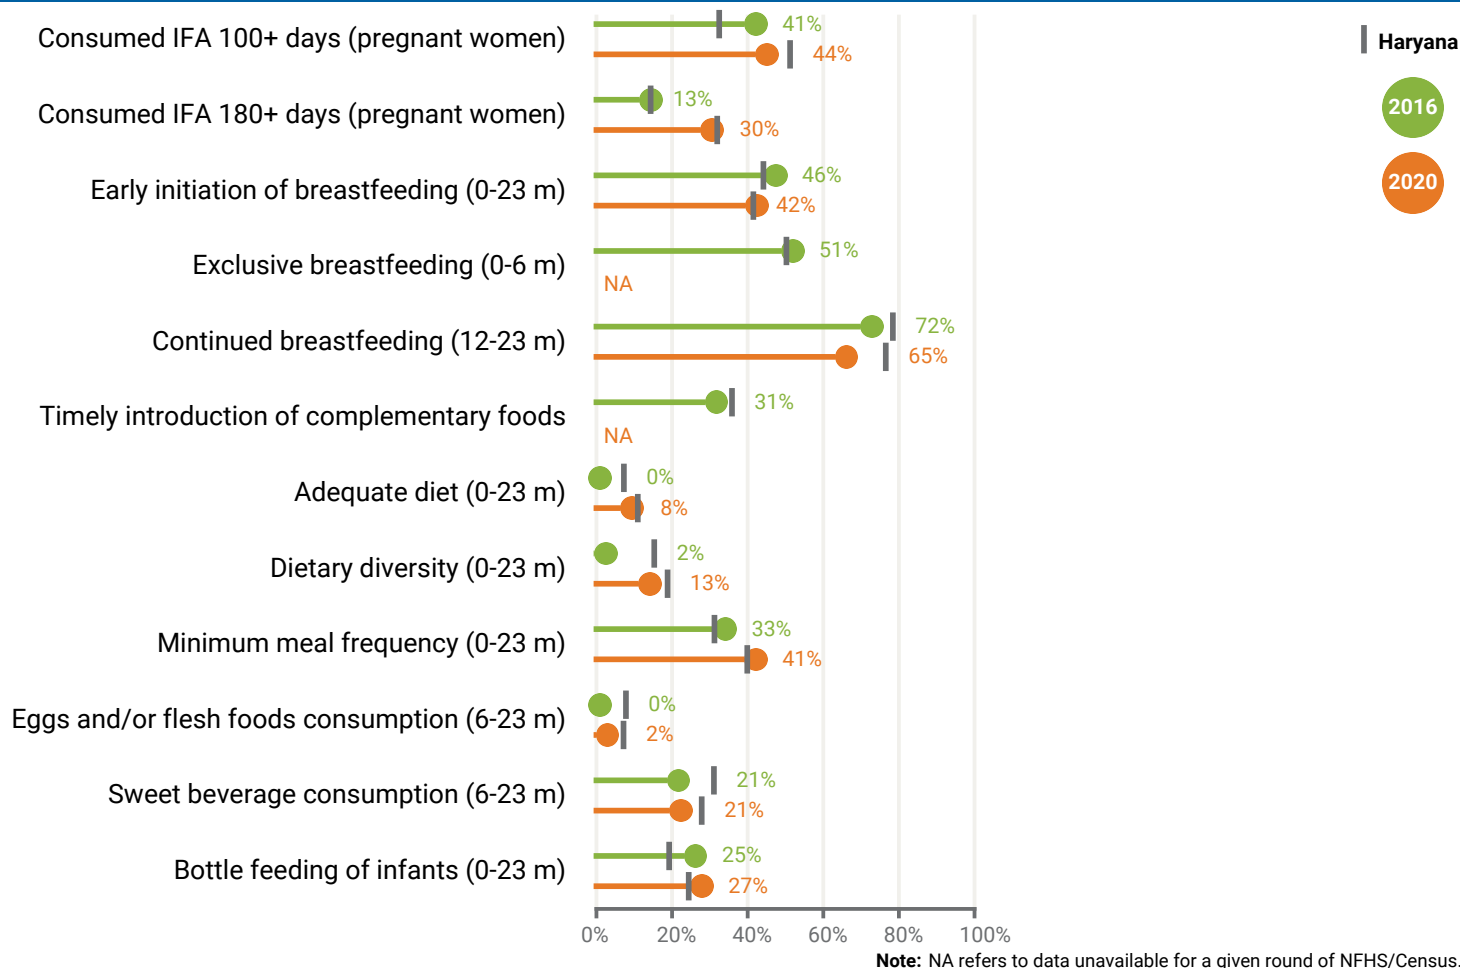 Consumed IFA 100+ days (pregnant women)
41%
44%
Haryana
Consumed IFA 180+ days (pregnant women)
13%
30%
2016
2020
Early initiation of breastfeeding (0-23 m)
46%
42%
Exclusive breastfeeding (0-6 m)
51%
NA
Continued breastfeeding (12-23 m)
72%
65%
Timely introduction of complementary foods
31%
NA
Adequate diet (0-23 m)
0%
8%
Dietary diversity (0-23 m)
2%
13%
Minimum meal frequency (0-23 m)
33%
41%
Eggs and/or flesh foods consumption (6-23 m)
0%
2%
Sweet beverage consumption (6-23 m)
21%
21%
Bottle feeding of infants (0-23 m)
25%
27%
0% 20% 40% 60% 80% 100%
Note: NA refers to data unavailable for a given round of NFHS/Census.